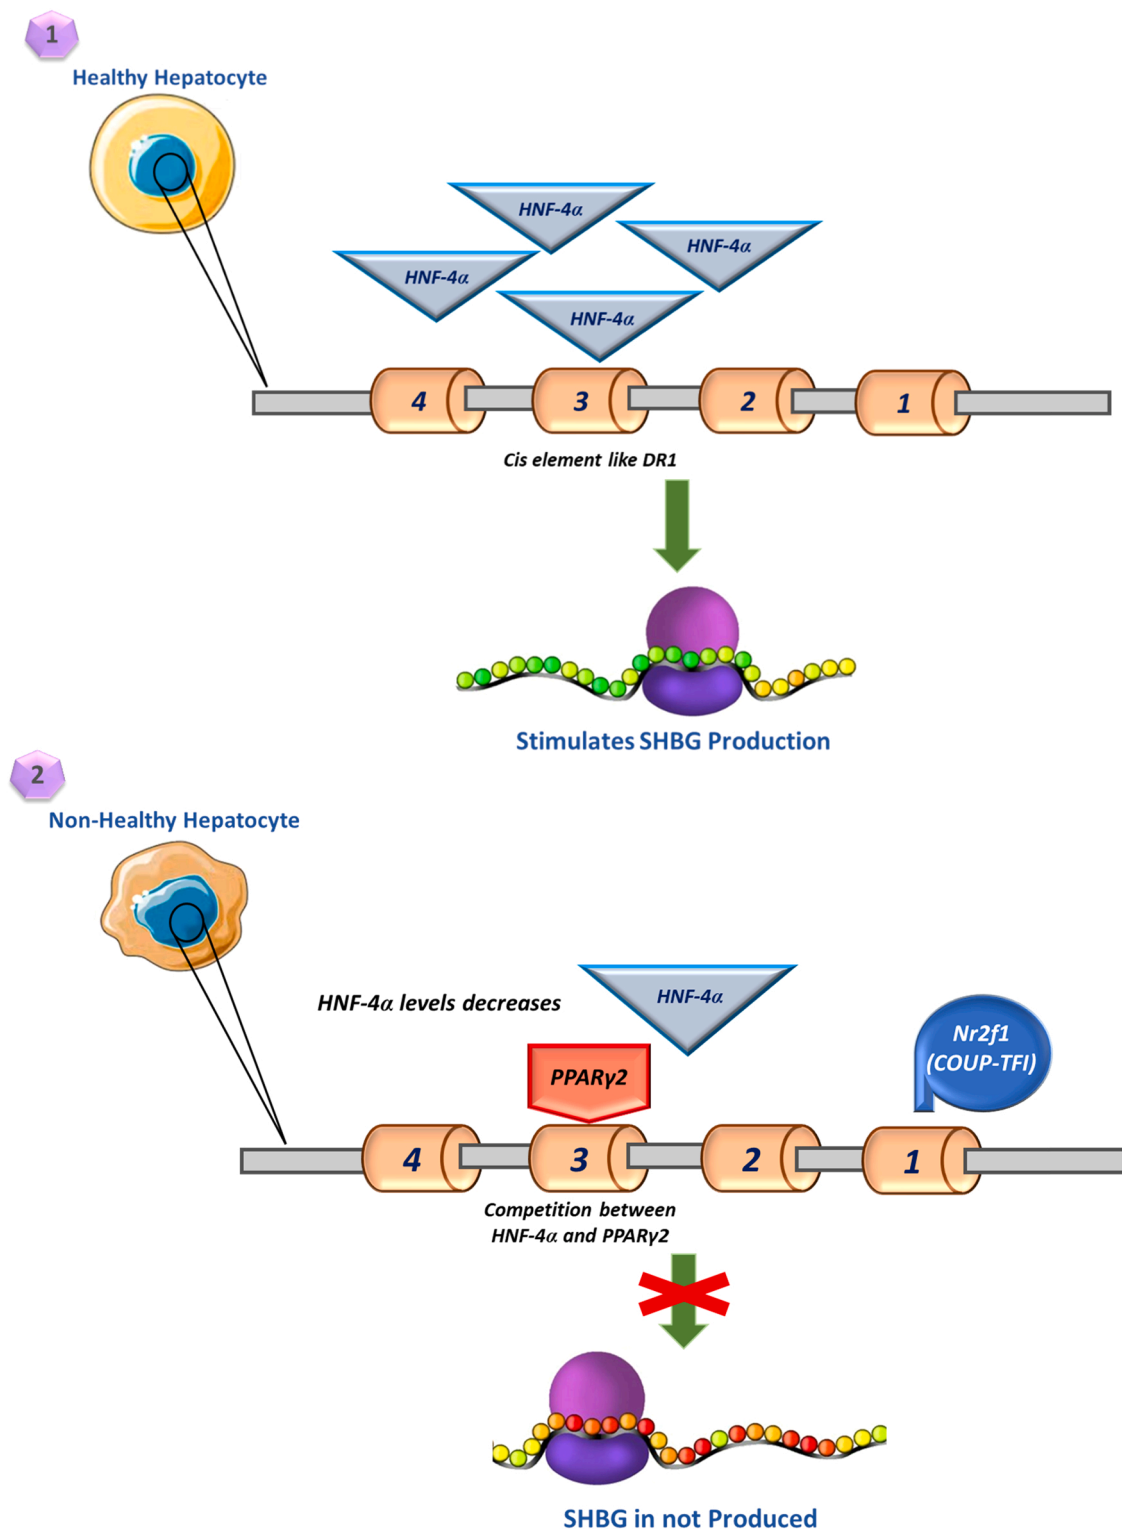 1
Healthy Hepatocyte
HNF-4α
HNF-4α
HNF-4α
HNF-4α
4 3 2 1
Cis element like DR1
Stimulates SHBG Production
2
Non-Healthy Hepatocyte
HNF-4α levels decreases
HNF-4α
Nr2f1
(COUP-TFI)
PPARγ2
4 3 2 1
Competition between
HNF-4α and PPARγ2
SHBG in not Produced